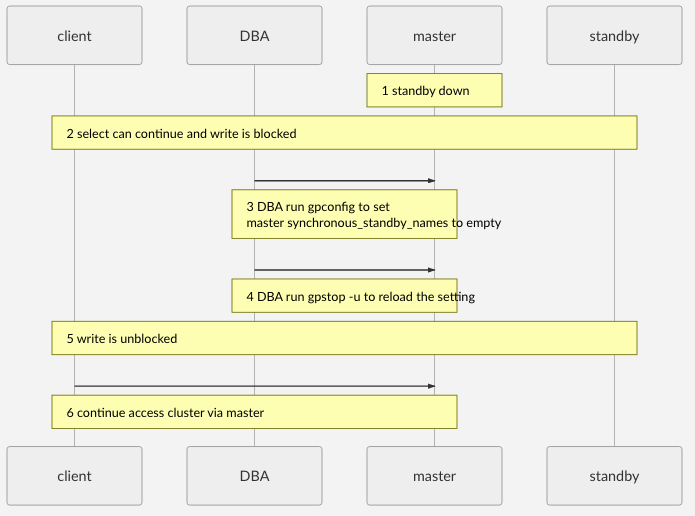 client
DBA
master
standby
1 standby down
2 select can continue and write is blocked
3 DBA run gpconfig to set
master synchronous_standby_names to empty
4 DBA run gpstop -u to reload the setting
5 write is unblocked
6 continue access cluster via master
client
DBA
master
standby